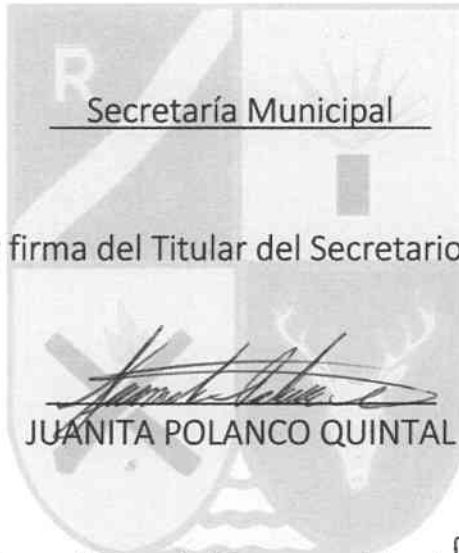 R
Secretaría Municipal
firma del Titular del Secretario
JUANITA POLANCO QUINTAL